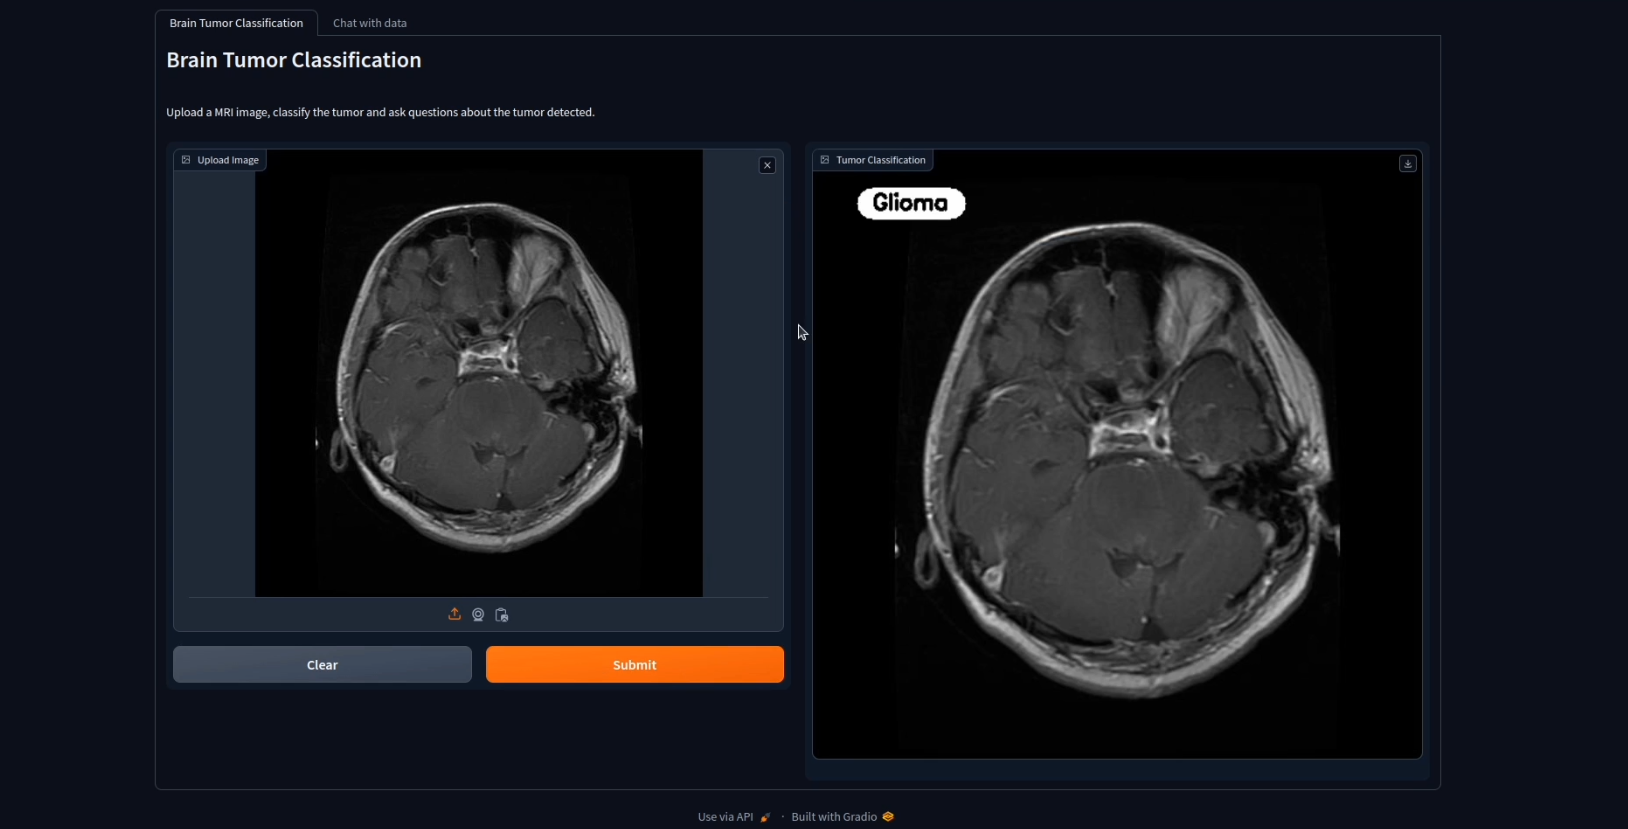 Brain Tumor Classification Chat with data
Brain Tumor Classification
Upload a MRI image, classify the tumor and ask questions about the tumor detected.
Upload Image
Tumor Classification
Glioma
Clear Submit
Use via API · Built with Gradio